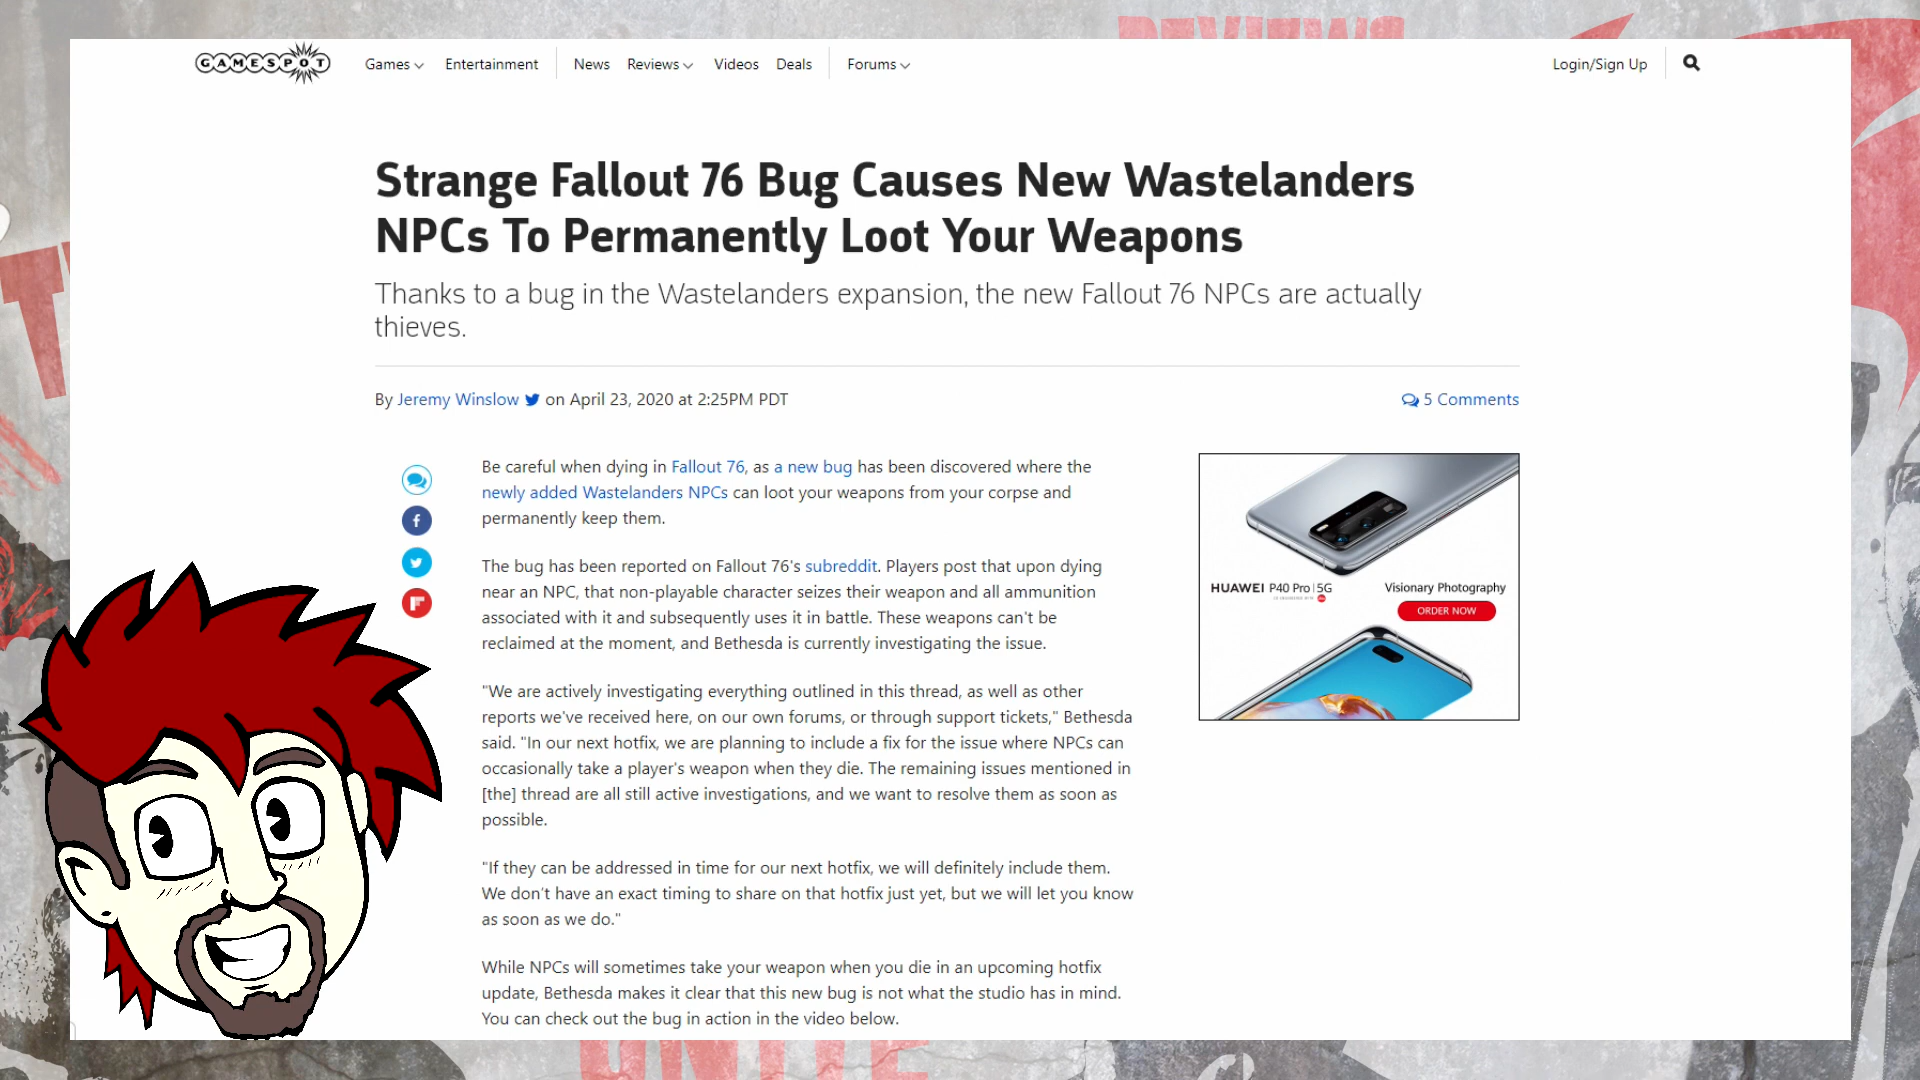 REVIEWS
GAMESPOT
Games
Entertainment
News
Reviews
Videos
Deals
Forums
Login/Sign Up
Strange Fallout 76 Bug Causes New Wastelanders
NPCs To Permanently Loot Your Weapons
Thanks to a bug in the Wastelanders expansion, the new Fallout 76 NPCs are actually
thieves.
By Jeremy Winslow on April 23, 2020 at 2:25PM PDT
5 Comments
Be careful when dying in Fallout 76, as a new bug has been discovered where the
newly added Wastelanders NPCs can loot your weapons from your corpse and
permanently keep them.
The bug has been reported on Fallout 76's subreddit. Players post that upon dying
near an NPC, that non-playable character seizes their weapon and all ammunition
associated with it and subsequently uses it in battle. These weapons can't be
reclaimed at the moment, and Bethesda is currently investigating the issue.
"We are actively investigating everything outlined in this thread, as well as other
reports we've received here, on our own forums, or through support tickets," Bethesda
said. "In our next hotfix, we are planning to include a fix for the issue where NPCs can
occasionally take a player's weapon when they die. The remaining issues mentioned in
[the] thread are all still active investigations, and we want to resolve them as soon as
possible.
"If they can be addressed in time for our next hotfix, we will definitely include them.
We don't have an exact timing to share on that hotfix just yet, but we will let you know
as soon as we do."
While NPCs will sometimes take your weapon when you die in an upcoming hotfix
update, Bethesda makes it clear that this new bug is not what the studio has in mind.
You can check out the bug in action in the video below.
HUAWEI P40 Pro | 5G
Visionary Photography
ORDER NOW
UNITE